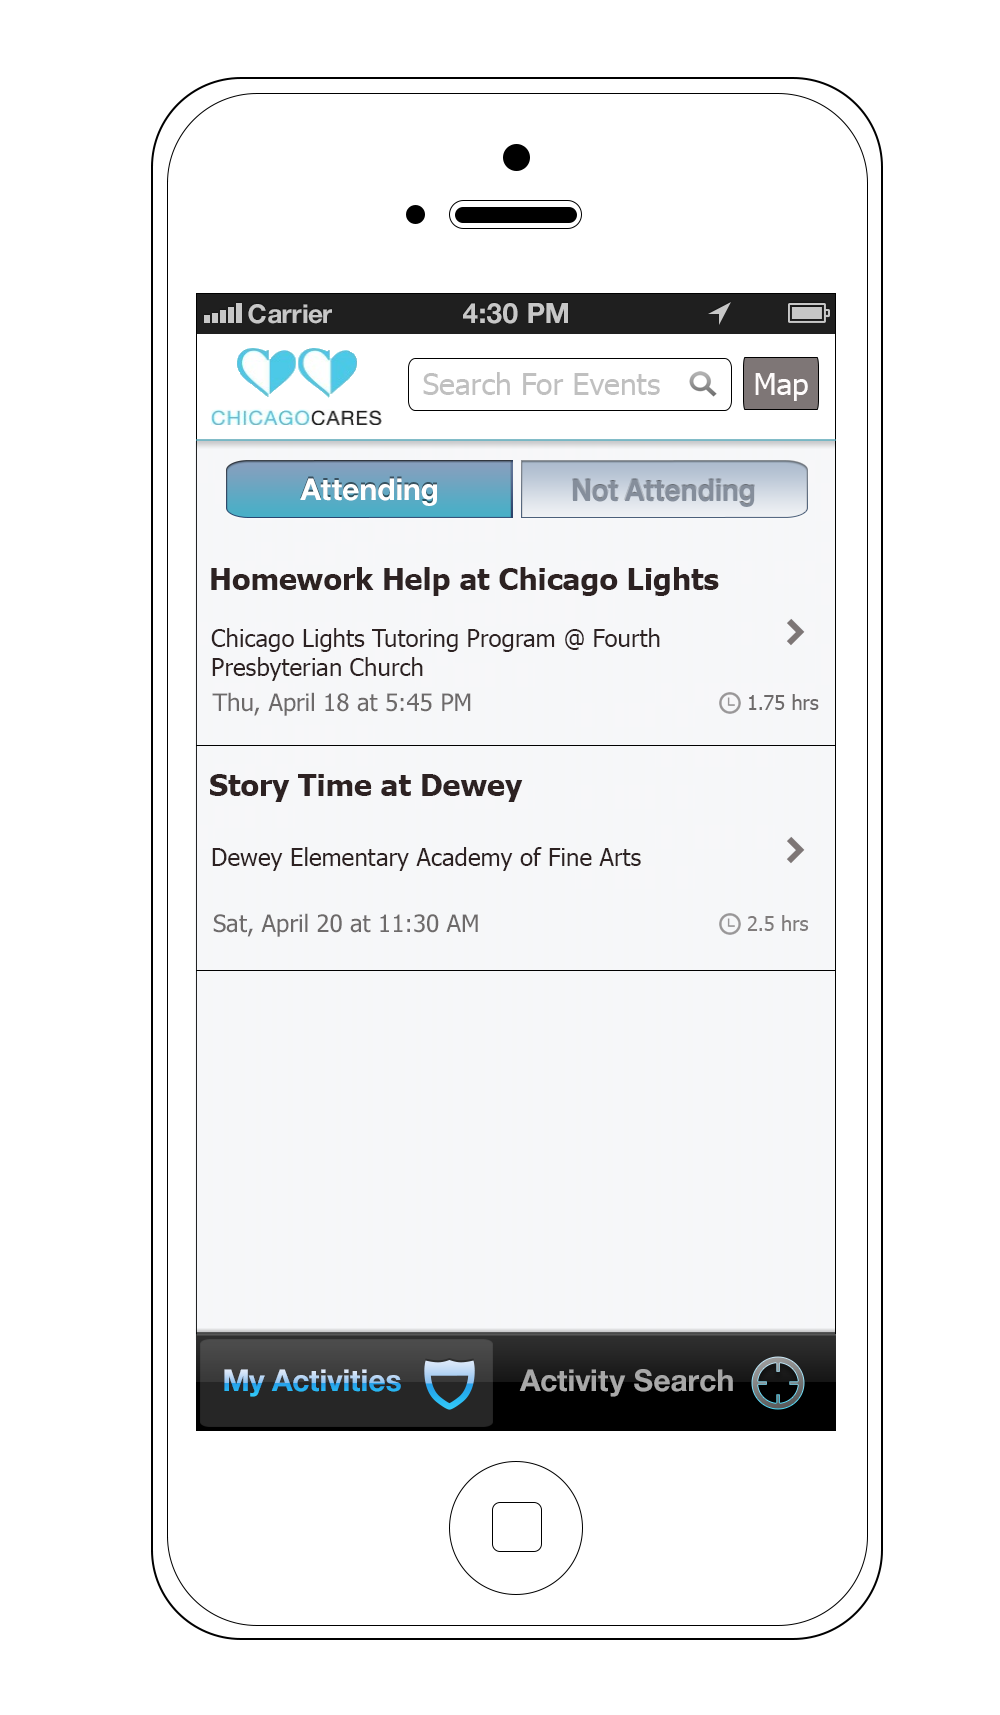 Carrier 4:30 PM
CHICAGOCARES
Search For Events
Map
Attending
Not Attending
Homework Help at Chicago Lights
Chicago Lights Tutoring Program @ Fourth
Presbyterian Church
Thu, April 18 at 5:45 PM
1.75 hrs
Story Time at Dewey
Dewey Elementary Academy of Fine Arts
Sat, April 20 at 11:30 AM
2.5 hrs
My Activities
Activity Search